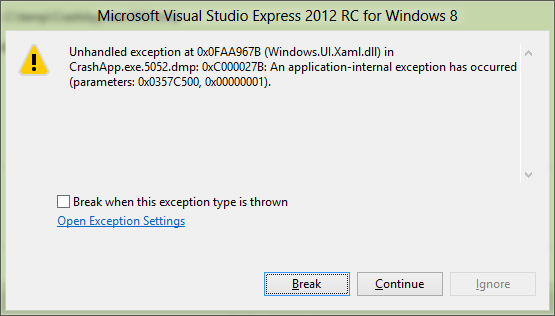 Microsoft Visual Studio Express 2012 RC for Windows 8
Unhandled exception at 0x0FAA967B (Windows.UI.Xaml.dll) in
CrashApp.exe.5052.dmp: 0xC000027B: An application-internal exception has occurred
(parameters: 0x0357C500, 0x00000001).
Break when this exception type is thrown
Open Exception Settings
Break
Continue
Ignore